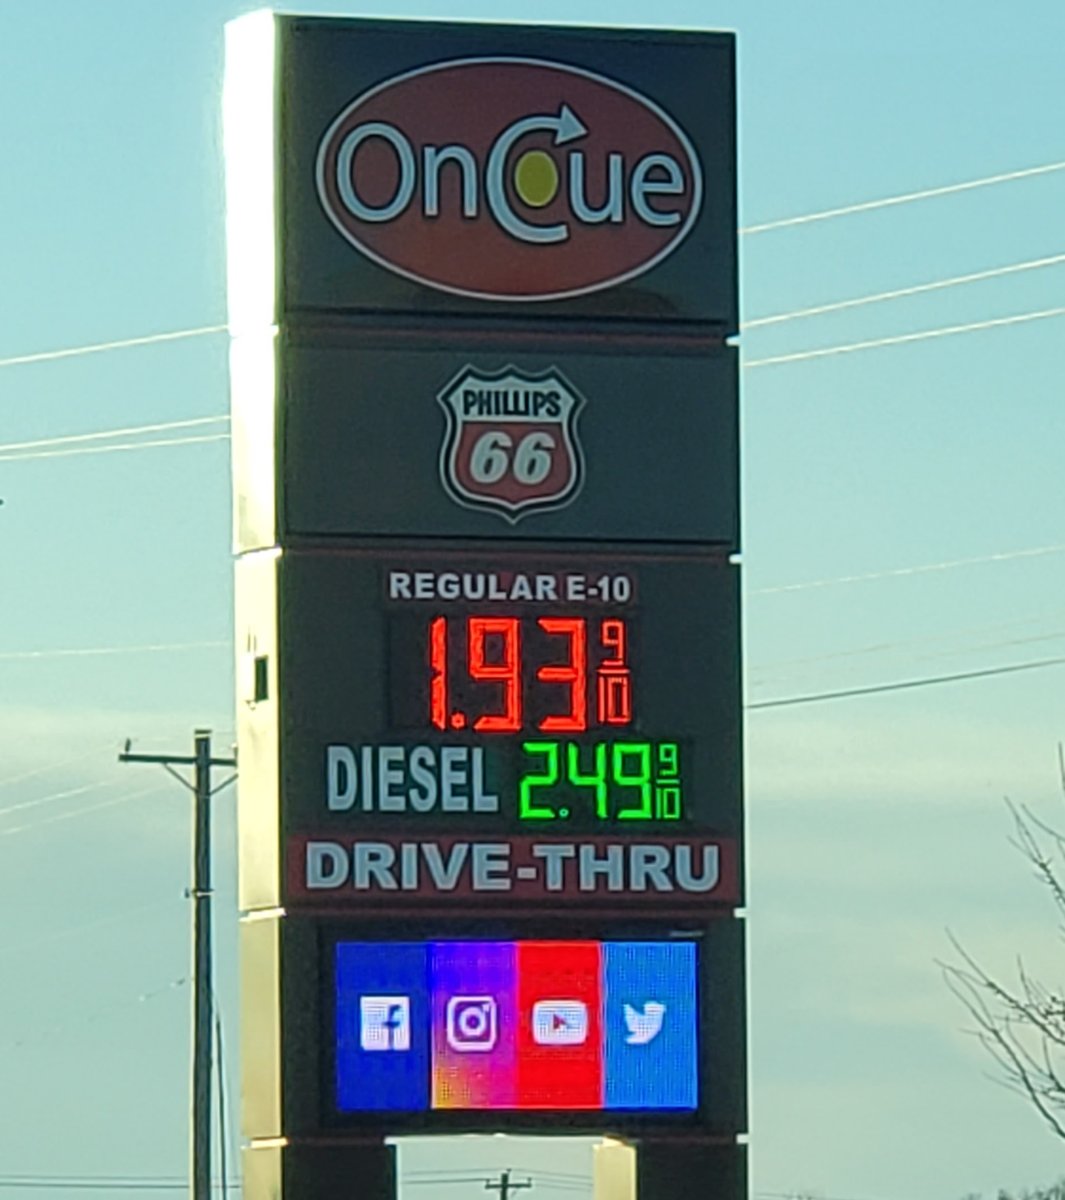 OnCue
PHILLIPS
66
REGULAR E-10
1.93 9/10
DIESEL 2.49 9/10
DRIVE-THRU